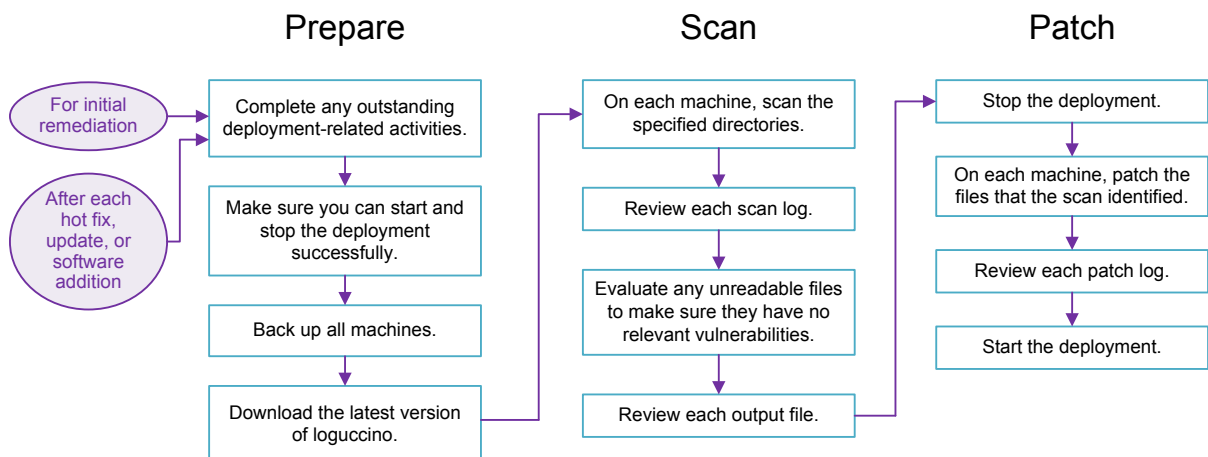 Prepare
For initial
remediation
After each
hot fix,
update, or
software
addition
Complete any outstanding
deployment-related activities.
Make sure you can start and
stop the deployment
successfully.
Back up all machines.
Download the latest version
of loguccino.
Scan
On each machine, scan the
specified directories.
Review each scan log.
Evaluate any unreadable files
to make sure they have no
relevant vulnerabilities.
Review each output file.
Patch
Stop the deployment.
On each machine, patch the
files that the scan identified.
Review each patch log.
Start the deployment.